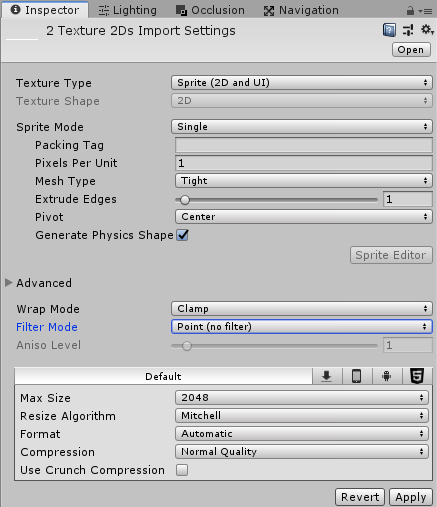 Inspector Lighting Occlusion Navigation
2 Texture 2Ds Import Settings
Open
Texture Type Sprite (2D and UI)
Texture Shape 2D
Sprite Mode Single
Packing Tag
Pixels Per Unit 1
Mesh Type Tight
Extrude Edges 1
Pivot Center
Generate Physics Shape
Sprite Editor
Advanced
Wrap Mode Clamp
Filter Mode Point (no filter)
Aniso Level 1
Default
Max Size 2048
Resize Algorithm Mitchell
Format Automatic
Compression Normal Quality
Use Crunch Compression
Revert Apply